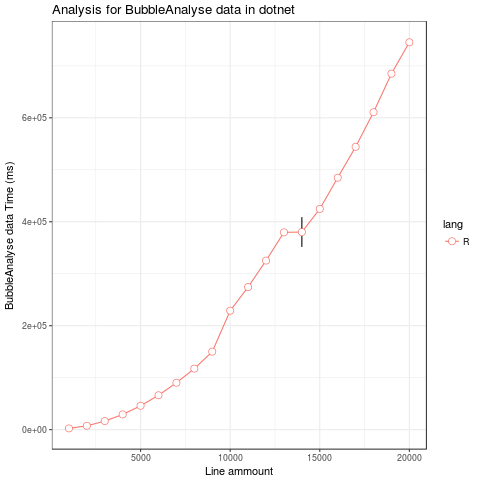 Analysis for BubbleAnalyse data in dotnet
BubbleAnalyse data Time (ms)
6e+05
4e+05
2e+05
0e+00
5000
10000
15000
20000
Line ammount
lang
R